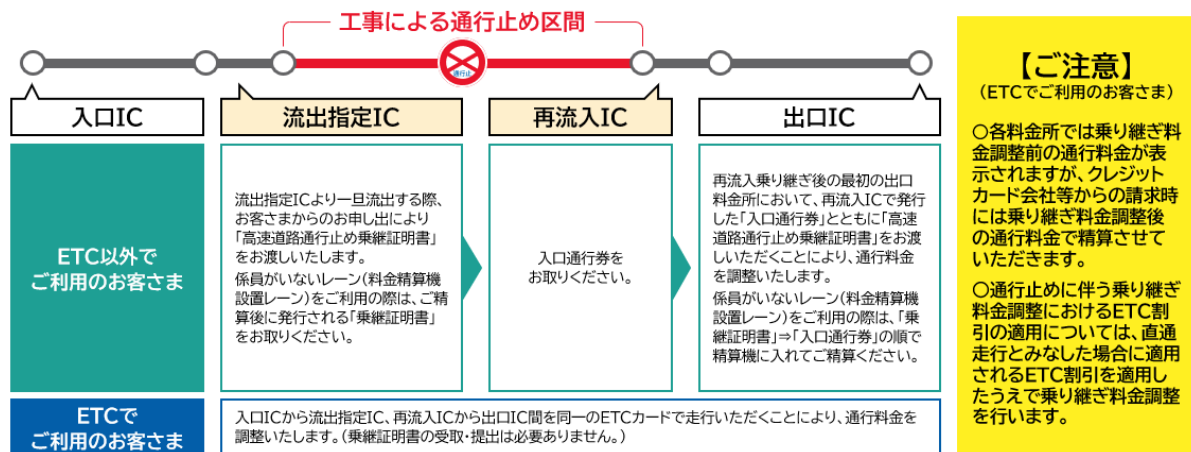 工事による通行止め区間
通行止
入口IC
流出指定IC
再流入IC
出口IC
ETC以外で
ご利用のお客さま
流出指定ICより一旦流出する際、
お客さまからのお申し出により
「高速道路通行止め乗継証明書」
をお渡しいたします。
係員がいないレーン(料金精算機
設置レーン)をご利用の際は、ご精
算後に発行される「乗継証明書」
をお取りください。
入口通行券を
お取りください。
再流入乗り継ぎ後の最初の出口
料金所において、再流入ICで発行
した「入口通行券」とともに「高速
道路通行止め乗継証明書」をお渡
しいただくことにより、通行料金
を調整いたします。
係員がいないレーン(料金精算機
設置レーン)をご利用の際は、「乗
継証明書」⇒「入口通行券」の順で
精算機に入れてご精算ください。
ETCで
ご利用のお客さま
入口ICから流出指定IC、再流入ICから出口IC間を同一のETCカードで走行いただくことにより、通行料金を
調整いたします。(乗継証明書の受取・提出は必要ありません。)
【ご注意】
(ETCでご利用のお客さま)
○各料金所では乗り継ぎ料
金調整前の通行料金が表
示されますが、クレジット
カード会社等からの請求時
には乗り継ぎ料金調整後
の通行料金で精算させて
いただきます。
○通行止めに伴う乗り継ぎ
料金調整におけるETC割
引の適用については、直通
走行とみなした場合に適用
されるETC割引を適用し
たうえで乗り継ぎ料金調整
を行います。